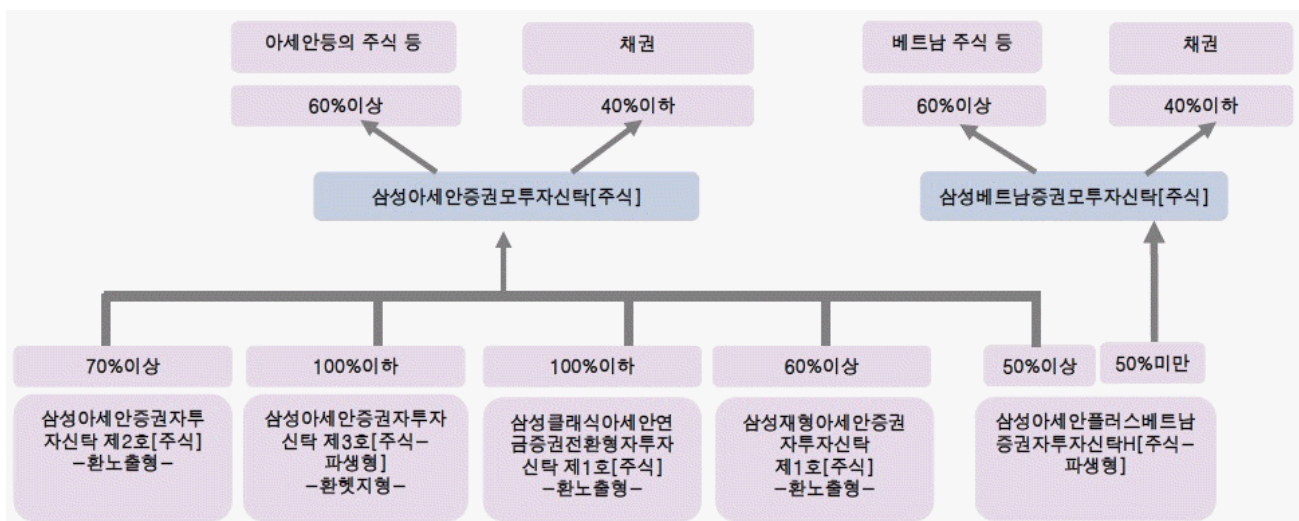 아세안등의 주식 등
채권
베트남 주식 등
채권
60%이상
40%이하
60%이상
40%이하
삼성아세안증권모투자신탁[주식]
삼성베트남증권모투자신탁[주식]
70%이상
100%이하
100%이하
60%이상
50%이상
50%미만
삼성아세안증권자투
자신탁 제2호[주식]
-환노출형-
삼성아세안증권자투자
신탁 제3호[주식-
파생형]
-환헷지형-
삼성클래식아세안연
금증권전환형자투자
신탁 제1호[주식]
-환노출형-
삼성재형아세안증권
자투자신탁
제1호[주식]
-환노출형-
삼성아세안플러스베트남
증권자투자신탁H[주식-
파생형]